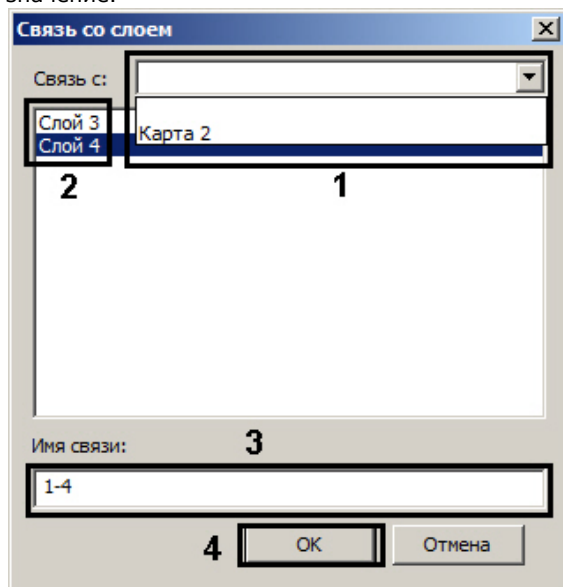 значение.
Связь со слоем
Связь с:
Слой 3
Карта 2
Слой 4
2
1
Имя связи:
3
1-4
4
OK
Отмена